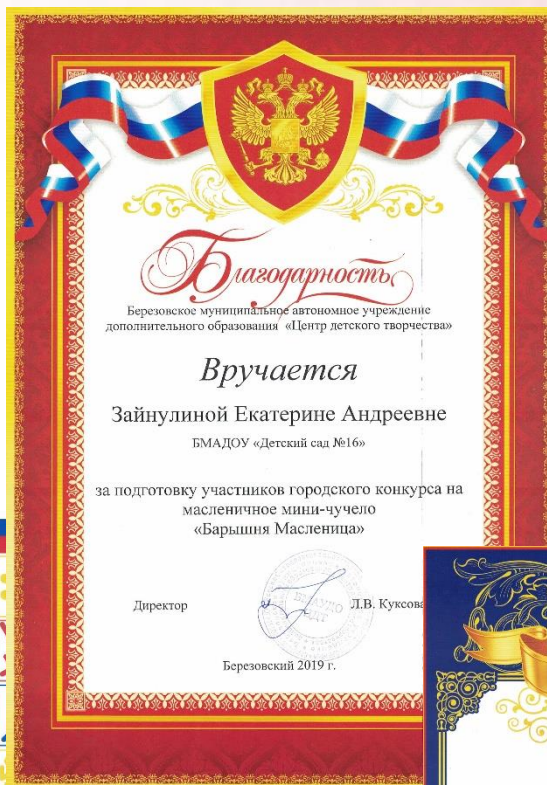 Благодарность
Березовское муниципальное автономное учреждение
дополнительного образования «Центр детского творчества»
Вручается
Зайнулиной Екатерине Андреевне
БМАДОУ «Детский сад №16»
за подготовку участников городского конкурса на
масленичное мини-чучело
«Барышня Масленица»
Директор Л.В. Куксова
Березовский 2019 г.